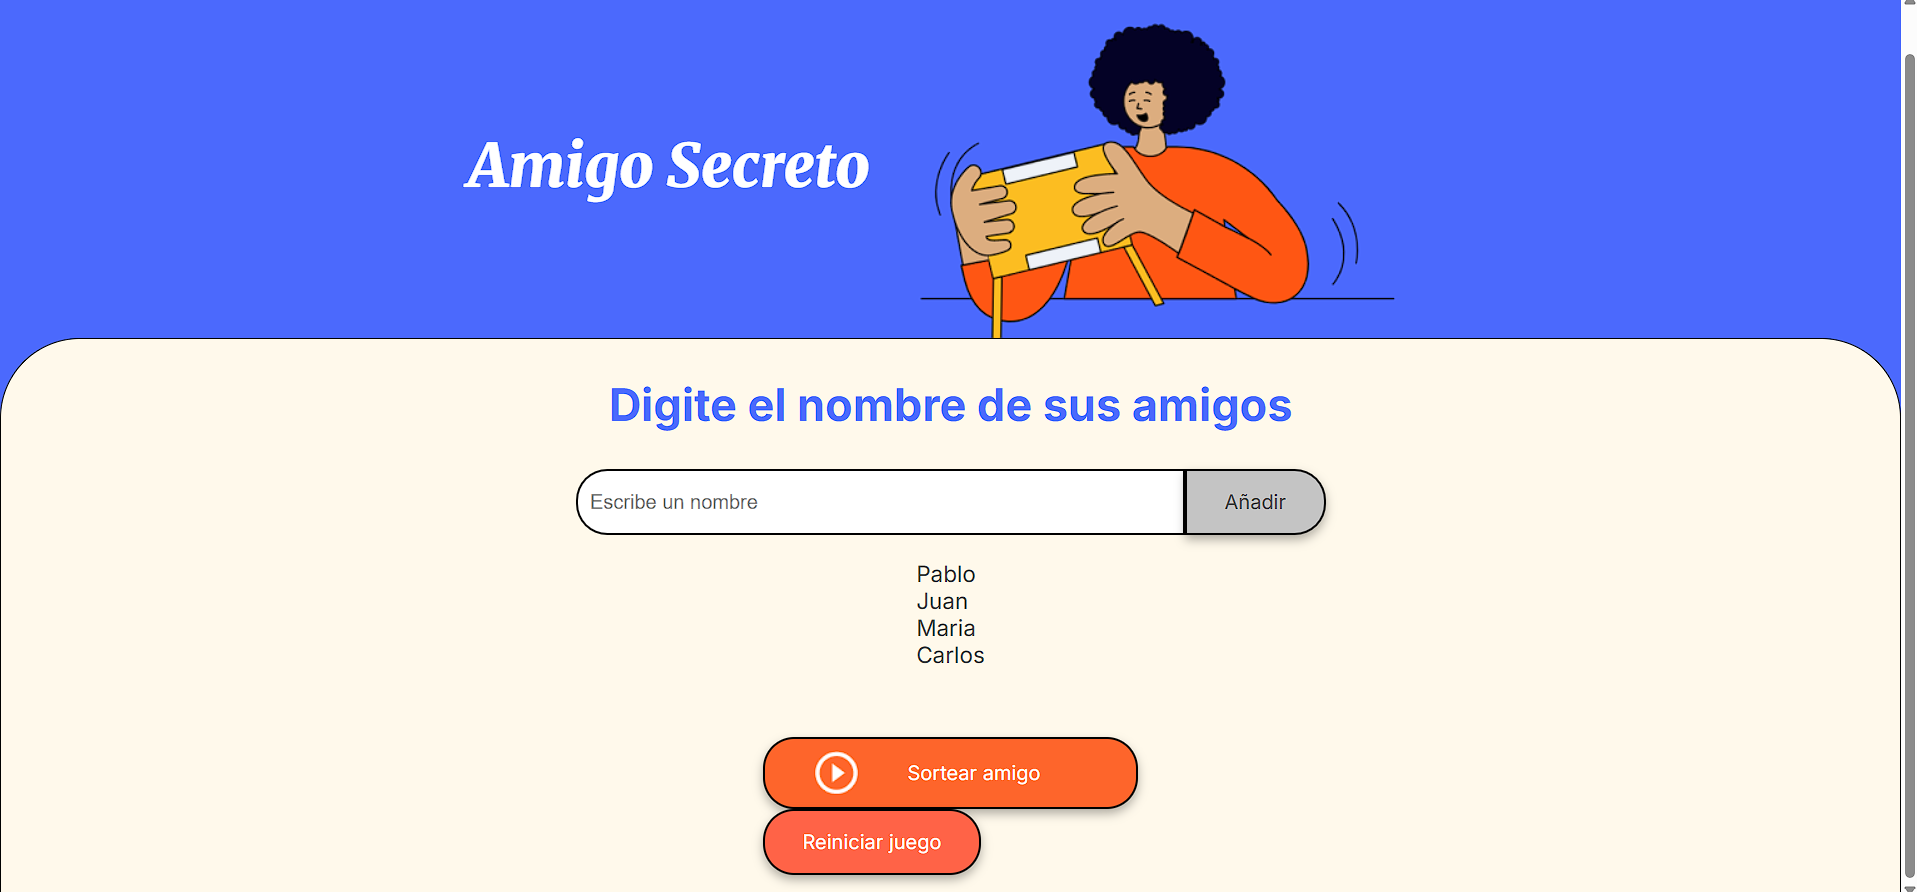 Amigo Secreto
Digite el nombre de sus amigos
Escribe un nombre
Añadir
Pablo
Juan
Maria
Carlos
Sortear amigo
Reiniciar juego